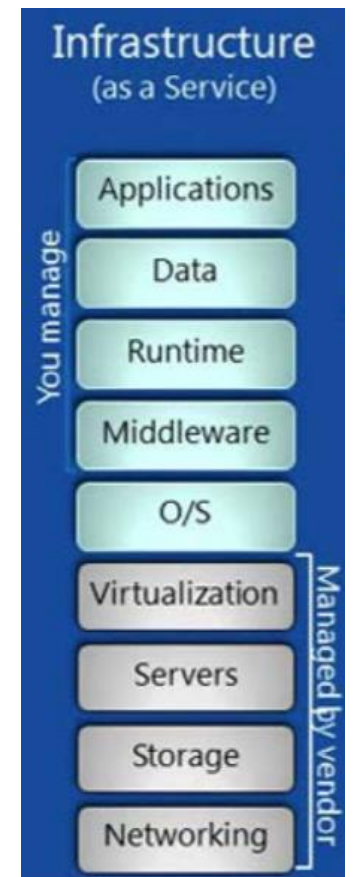 Infrastructure
(as a Service)
You manage
Applications
Data
Runtime
Middleware
O/S
Virtualization
Servers
Storage
Networking
Managed by vendor